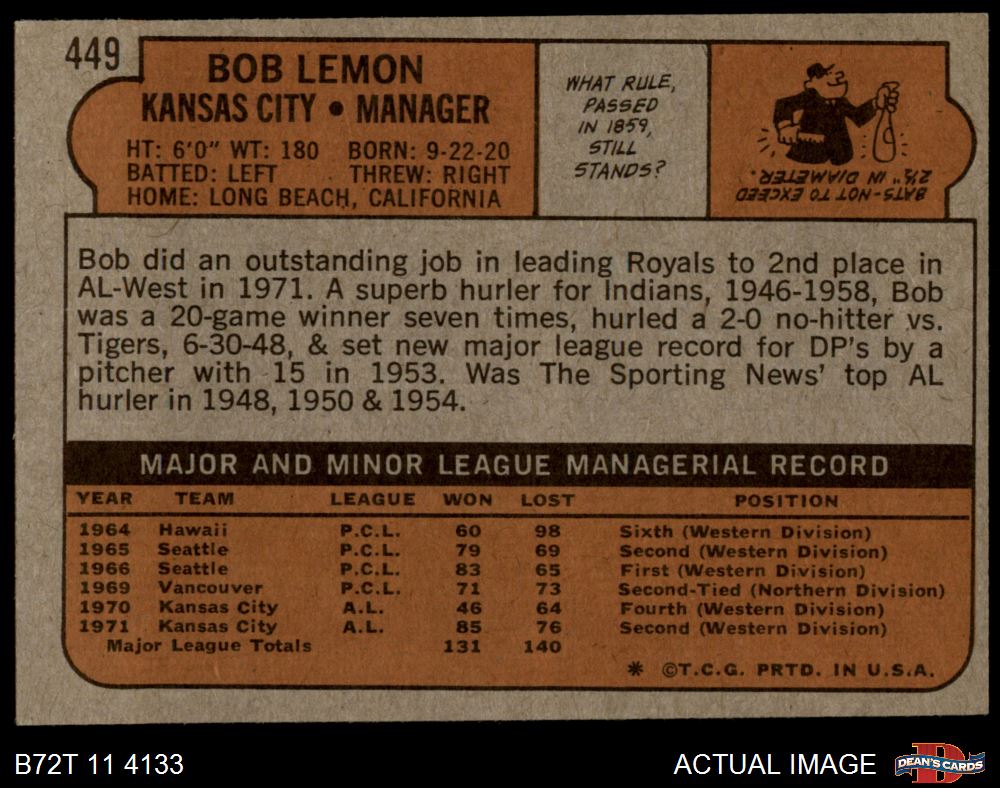 449
BOB LEMON
KANSAS CITY • MANAGER
HT: 6'0" WT: 180 BORN: 9-22-20
BATTED: LEFT THREW: RIGHT
HOME: LONG BEACH, CALIFORNIA
WHAT RULE,
PASSED
IN 1859,
STILL
STANDS?
BATS-NOT TO EXCEED
2½" IN DIAMETER.
Bob did an outstanding job in leading Royals to 2nd place in
AL-West in 1971. A superb hurler for Indians, 1946-1958, Bob
was a 20-game winner seven times, hurled a 2-0 no-hitter vs.
Tigers, 6-30-48, & set new major league record for DP's by a
pitcher with 15 in 1953. Was The Sporting News' top AL
hurler in 1948, 1950 & 1954.
MAJOR AND MINOR LEAGUE MANAGERIAL RECORD
YEAR TEAM LEAGUE WON LOST POSITION
1964 Hawaii P.C.L. 60 98 Sixth (Western Division)
1965 Seattle P.C.L. 79 69 Second (Western Division)
1966 Seattle P.C.L. 83 65 First (Western Division)
1969 Vancouver P.C.L. 71 73 Second-Tied (Northern Division)
1970 Kansas City A.L. 46 64 Fourth (Western Division)
1971 Kansas City A.L. 85 76 Second (Western Division)
Major League Totals 131 140
* ©T.C.G. PRTD. IN U.S.A.
B72T 11 4133
ACTUAL IMAGE
DEAN'S CARDS